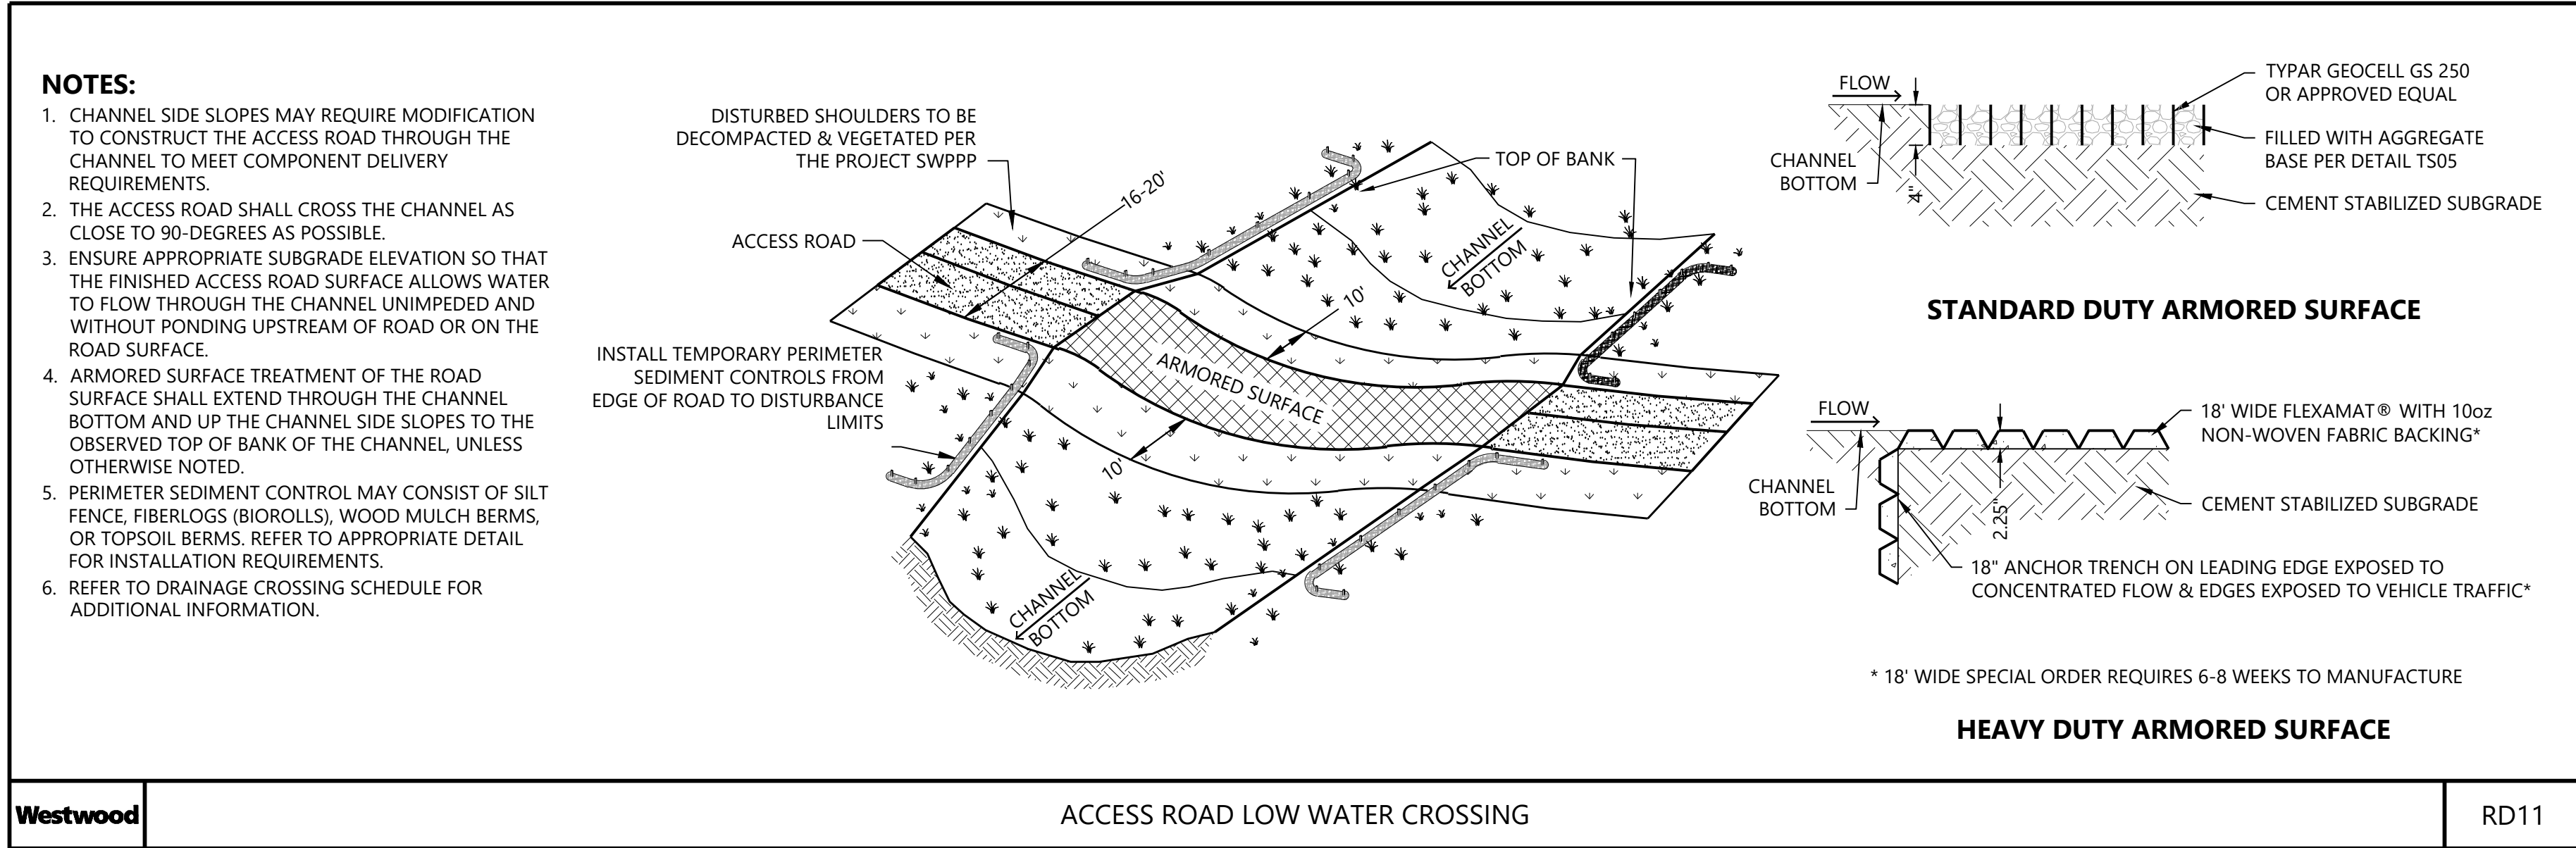 NOTES:
1. CHANNEL SIDE SLOPES MAY REQUIRE MODIFICATION
TO CONSTRUCT THE ACCESS ROAD THROUGH THE
CHANNEL TO MEET COMPONENT DELIVERY
REQUIREMENTS.
2. THE ACCESS ROAD SHALL CROSS THE CHANNEL AS
CLOSE TO 90-DEGREES AS POSSIBLE.
3. ENSURE APPROPRIATE SUBGRADE ELEVATION SO THAT
THE FINISHED ACCESS ROAD SURFACE ALLOWS WATER
TO FLOW THROUGH THE CHANNEL UNIMPEDED AND
WITHOUT PONDING UPSTREAM OF ROAD OR ON THE
ROAD SURFACE.
4. ARMORED SURFACE TREATMENT OF THE ROAD
SURFACE SHALL EXTEND THROUGH THE CHANNEL
BOTTOM AND UP THE CHANNEL SIDE SLOPES TO THE
OBSERVED TOP OF BANK OF THE CHANNEL, UNLESS
OTHERWISE NOTED.
5. PERIMETER SEDIMENT CONTROL MAY CONSIST OF SILT
FENCE, FIBERLOGS (BIOROLLS), WOOD MULCH BERMS,
OR TOPSOIL BERMS. REFER TO APPROPRIATE DETAIL
FOR INSTALLATION REQUIREMENTS.
6. REFER TO DRAINAGE CROSSING SCHEDULE FOR
ADDITIONAL INFORMATION.
DISTURBED SHOULDERS TO BE
DECOMPACTED & VEGETATED PER
THE PROJECT SWPPP
ACCESS ROAD
16-20'
TOP OF BANK
CHANNEL
BOTTOM
10'
ARMORED SURFACE
INSTALL TEMPORARY PERIMETER
SEDIMENT CONTROLS FROM
EDGE OF ROAD TO DISTURBANCE
LIMITS
10'
CHANNEL
BOTTOM
FLOW
CHANNEL
BOTTOM
4"
TYPAR GEOCELL GS 250
OR APPROVED EQUAL
FILLED WITH AGGREGATE
BASE PER DETAIL TS05
CEMENT STABILIZED SUBGRADE
STANDARD DUTY ARMORED SURFACE
FLOW
CHANNEL
BOTTOM
2.25"
18' WIDE FLEXAMAT® WITH 10oz
NON-WOVEN FABRIC BACKING*
CEMENT STABILIZED SUBGRADE
18" ANCHOR TRENCH ON LEADING EDGE EXPOSED TO
CONCENTRATED FLOW & EDGES EXPOSED TO VEHICLE TRAFFIC*
* 18' WIDE SPECIAL ORDER REQUIRES 6-8 WEEKS TO MANUFACTURE
HEAVY DUTY ARMORED SURFACE
Westwood
ACCESS ROAD LOW WATER CROSSING
RD11